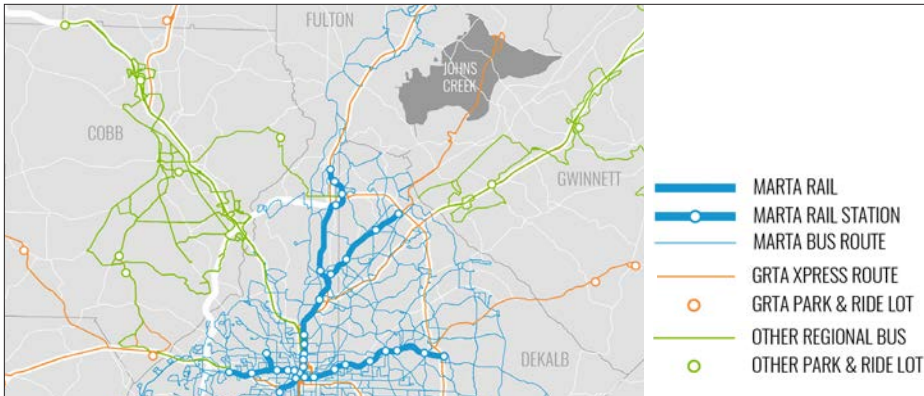 FULTON
JOHNS
CREEK
COBB
GWINNETT
DEKALB
MARTA RAIL
MARTA RAIL STATION
MARTA BUS ROUTE
GRTA XPRESS ROUTE
GRTA PARK & RIDE LOT
OTHER REGIONAL BUS
OTHER PARK & RIDE LOT